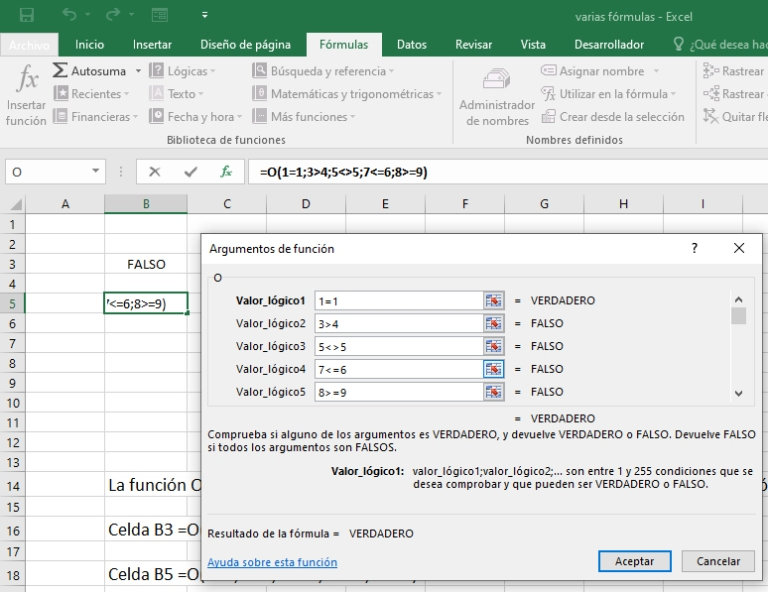 varias fórmulas - Excel
Archivo Inicio Insertar Diseño de página Fórmulas Datos Revisar Vista Desarrollador ¿Qué desea hac
fx Insertar función
Autosuma Lógicas Búsqueda y referencia
Recientes Texto Matemáticas y trigonométricas
Financieras Fecha y hora Más funciones
Biblioteca de funciones
Administrador de nombres
Asignar nombre
Utilizar en la fórmula
Crear desde la selección
Nombres definidos
Rastrear
Rastrear
Quitar fle
O fx =O(1=1;3>4;5<>5;7<=6;8>=9)
A B C D E F G H I
1
2
3 FALSO
4
5 <=6;8>=9)
6
7
8
9
10
11
12
13
14 La función O
15
16 Celda B3 =O
17
18 Celda B5 =O(
Argumentos de función ? ×
O
Valor_lógico1 1=1 = VERDADERO
Valor_lógico2 3>4 = FALSO
Valor_lógico3 5<>5 = FALSO
Valor_lógico4 7<=6 = FALSO
Valor_lógico5 8>=9 = FALSO
= VERDADERO
Comprueba si alguno de los argumentos es VERDADERO, y devuelve VERDADERO o FALSO. Devuelve FALSO
si todos los argumentos son FALSOS.
Valor_lógico1: valor_lógico1;valor_lógico2;... son entre 1 y 255 condiciones que se
desea comprobar y que pueden ser VERDADERO o FALSO.
Resultado de la fórmula = VERDADERO
Ayuda sobre esta función
Aceptar Cancelar